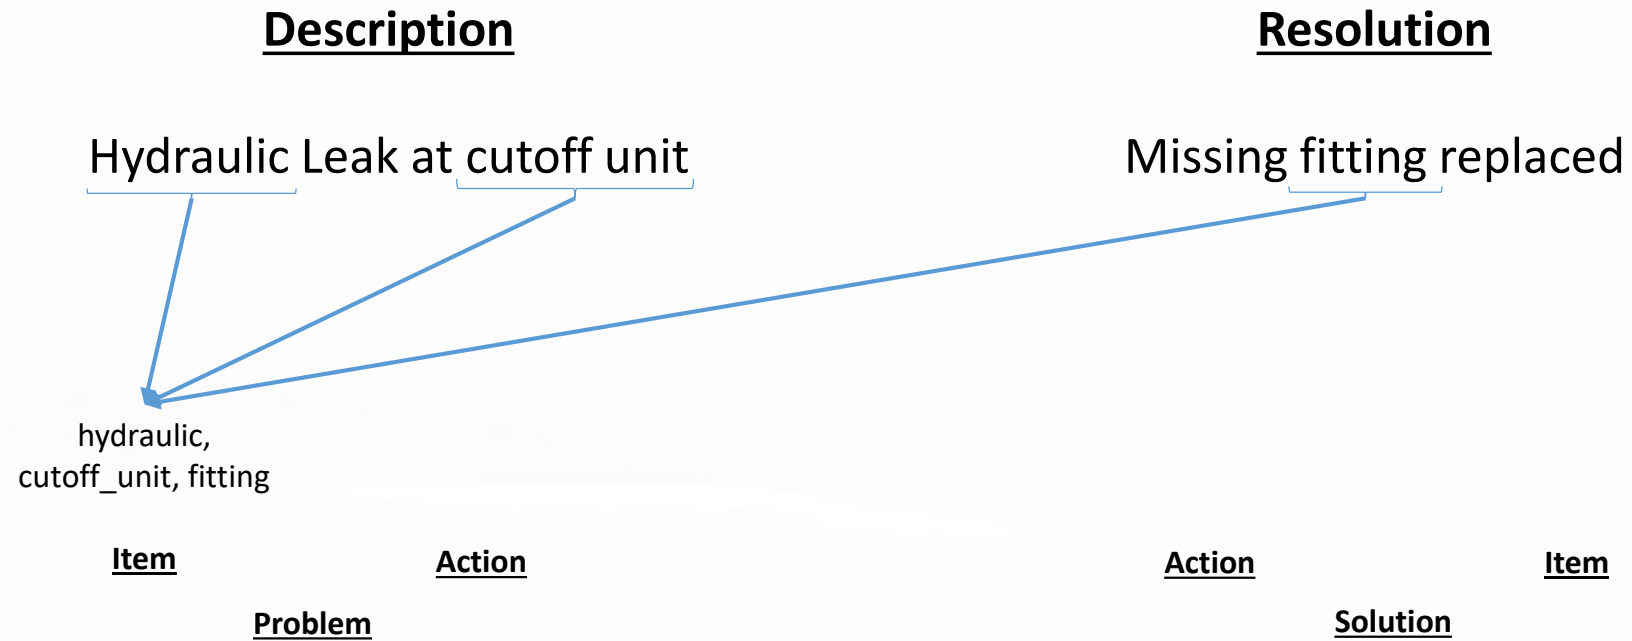 Description
Resolution
Hydraulic Leak at cutoff unit
Missing fitting replaced
hydraulic,
cutoff_unit, fitting
Item
Action
Action
Item
Problem
Solution